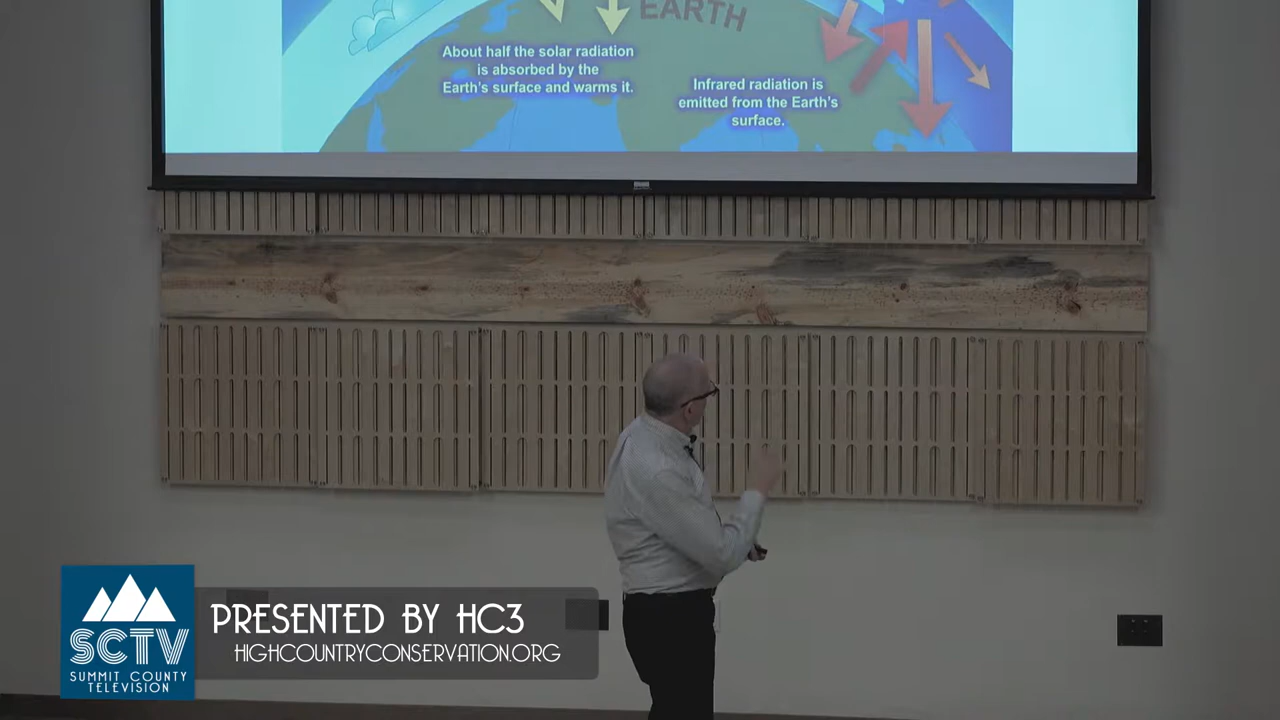 EARTH
About half the solar radiation
is absorbed by the
Earth's surface and warms it.
Infrared radiation is
emitted from the Earth's
surface.
PRESENTED BY HC3
HIGHCOUNTRYCONSERVATION.ORG
SCTV
SUMMIT COUNTY
TELEVISION